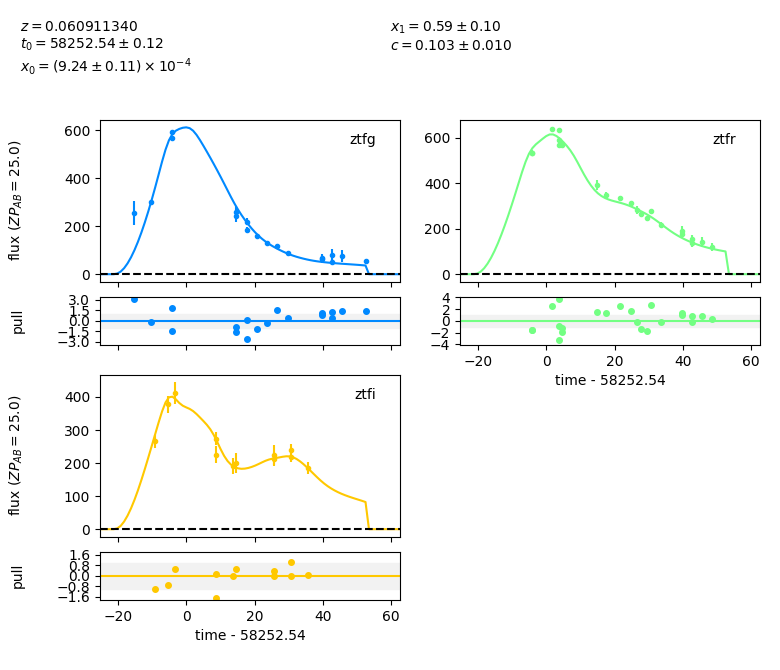 z = 0.060911340
t₀ = 58252.54 ± 0.12
x₀ = (9.24 ± 0.11) × 10⁻⁴
x₁ = 0.59 ± 0.10
c = 0.103 ± 0.010
flux (ZP_AB = 25.0)
600
400
200
0
ztfg
pull
3.0
1.5
0.0
−1.5
−3.0
600
400
200
0
ztfr
4
2
0
−2
−4
−20 0 20 40 60
time - 58252.54
flux (ZP_AB = 25.0)
400
300
200
100
0
ztfi
pull
1.6
0.8
0.0
−0.8
−1.6
−20 0 20 40 60
time - 58252.54